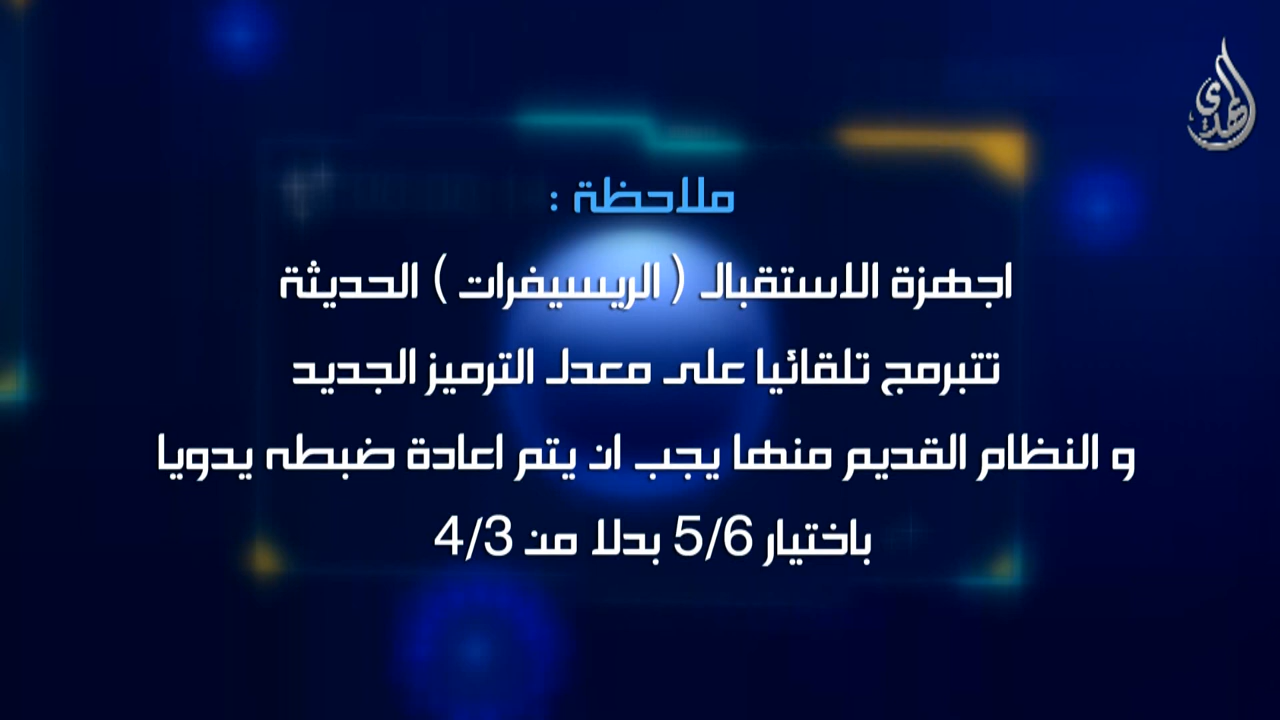 المهدي
ملاحظة :
اجهزة الاستقبال ( الريسيفرات ) الحديثة
تتبرمج تلقائيا على معدل الترميز الجديد
و النظام القديم منها يجب ان يتم اعادة ضبطه يدويا
باختيار 5/6 بدلا من 4/3